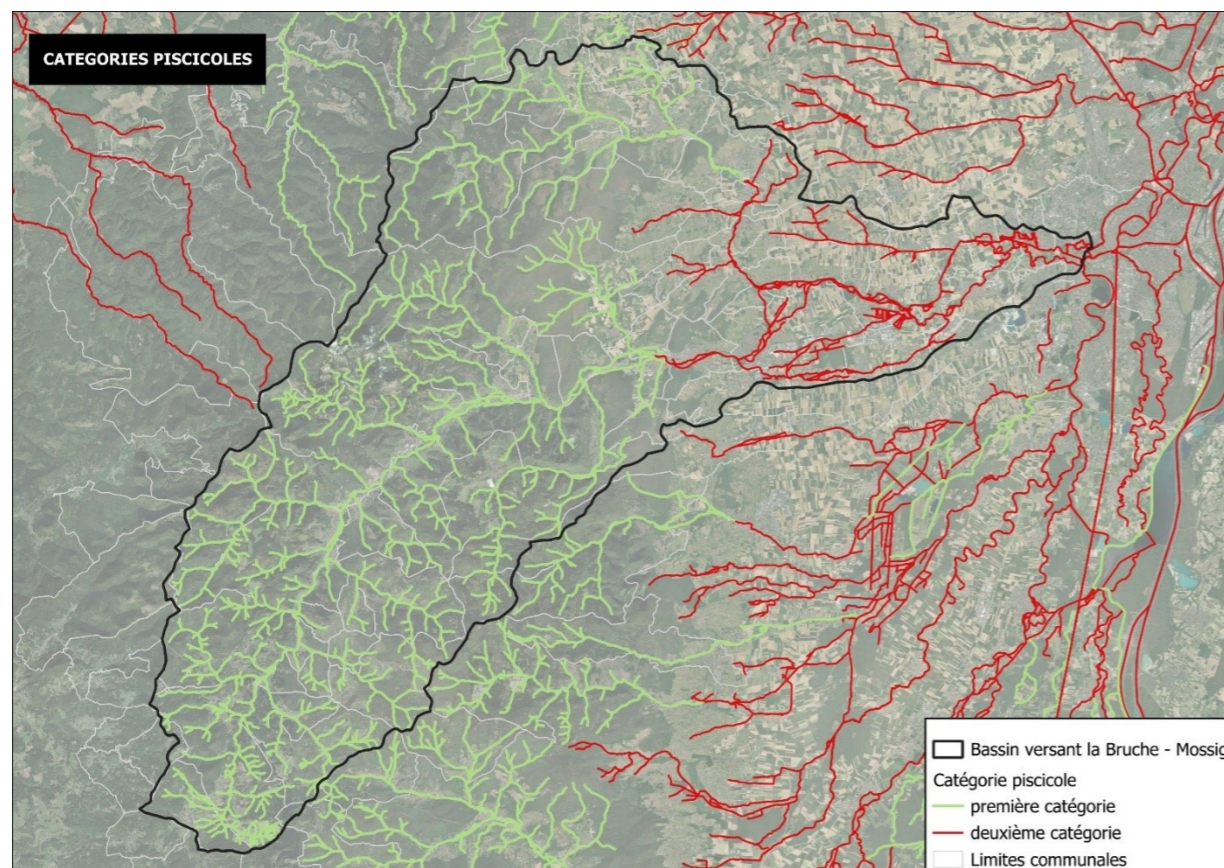 CATEGORIES PISCICOLES
Bassin versant la Bruche - Mossig
Catégorie piscicole
première catégorie
deuxième catégorie
Limites communales